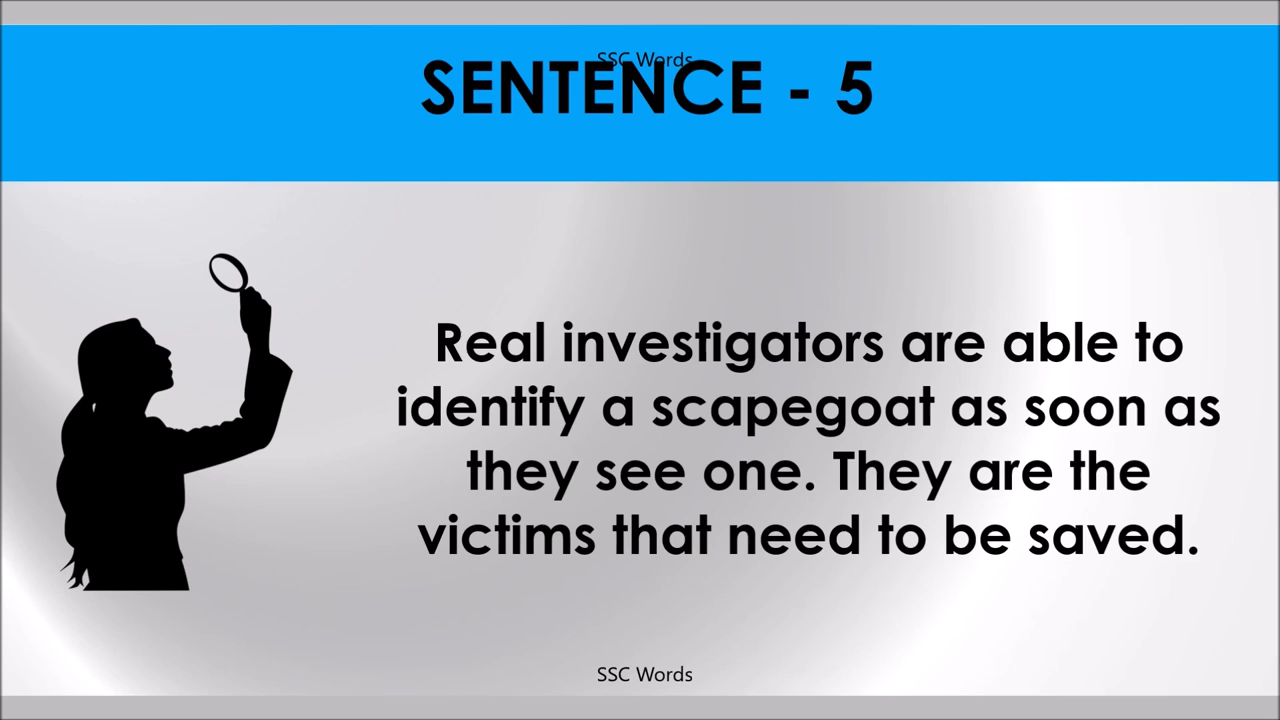 SSC Words
SENTENCE - 5
Real investigators are able to
identify a scapegoat as soon as
they see one. They are the
victims that need to be saved.
SSC Words